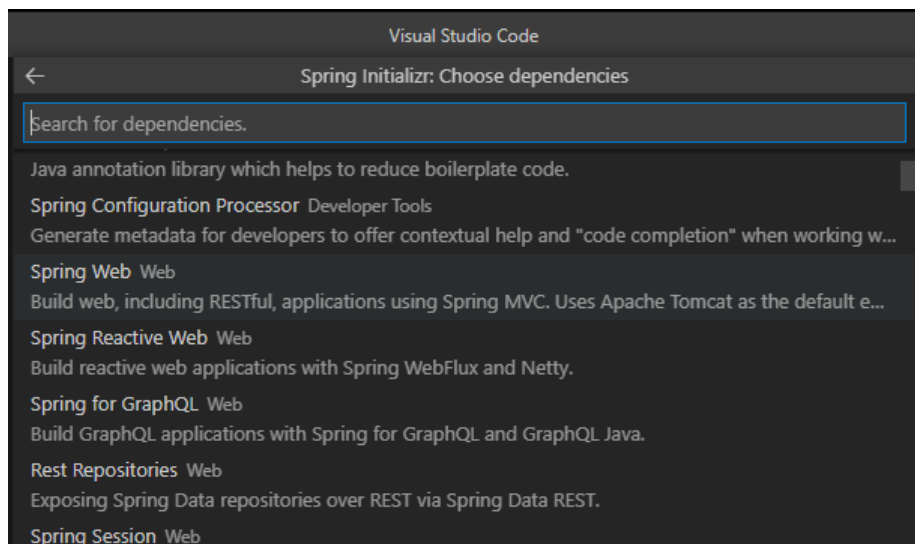 Visual Studio Code
Spring Initializr: Choose dependencies
Search for dependencies.
Java annotation library which helps to reduce boilerplate code.
Spring Configuration Processor Developer Tools
Generate metadata for developers to offer contextual help and "code completion" when working w...
Spring Web Web
Build web, including RESTful, applications using Spring MVC. Uses Apache Tomcat as the default e...
Spring Reactive Web Web
Build reactive web applications with Spring WebFlux and Netty.
Spring for GraphQL Web
Build GraphQL applications with Spring for GraphQL and GraphQL Java.
Rest Repositories Web
Exposing Spring Data repositories over REST via Spring Data REST.
Spring Session Web